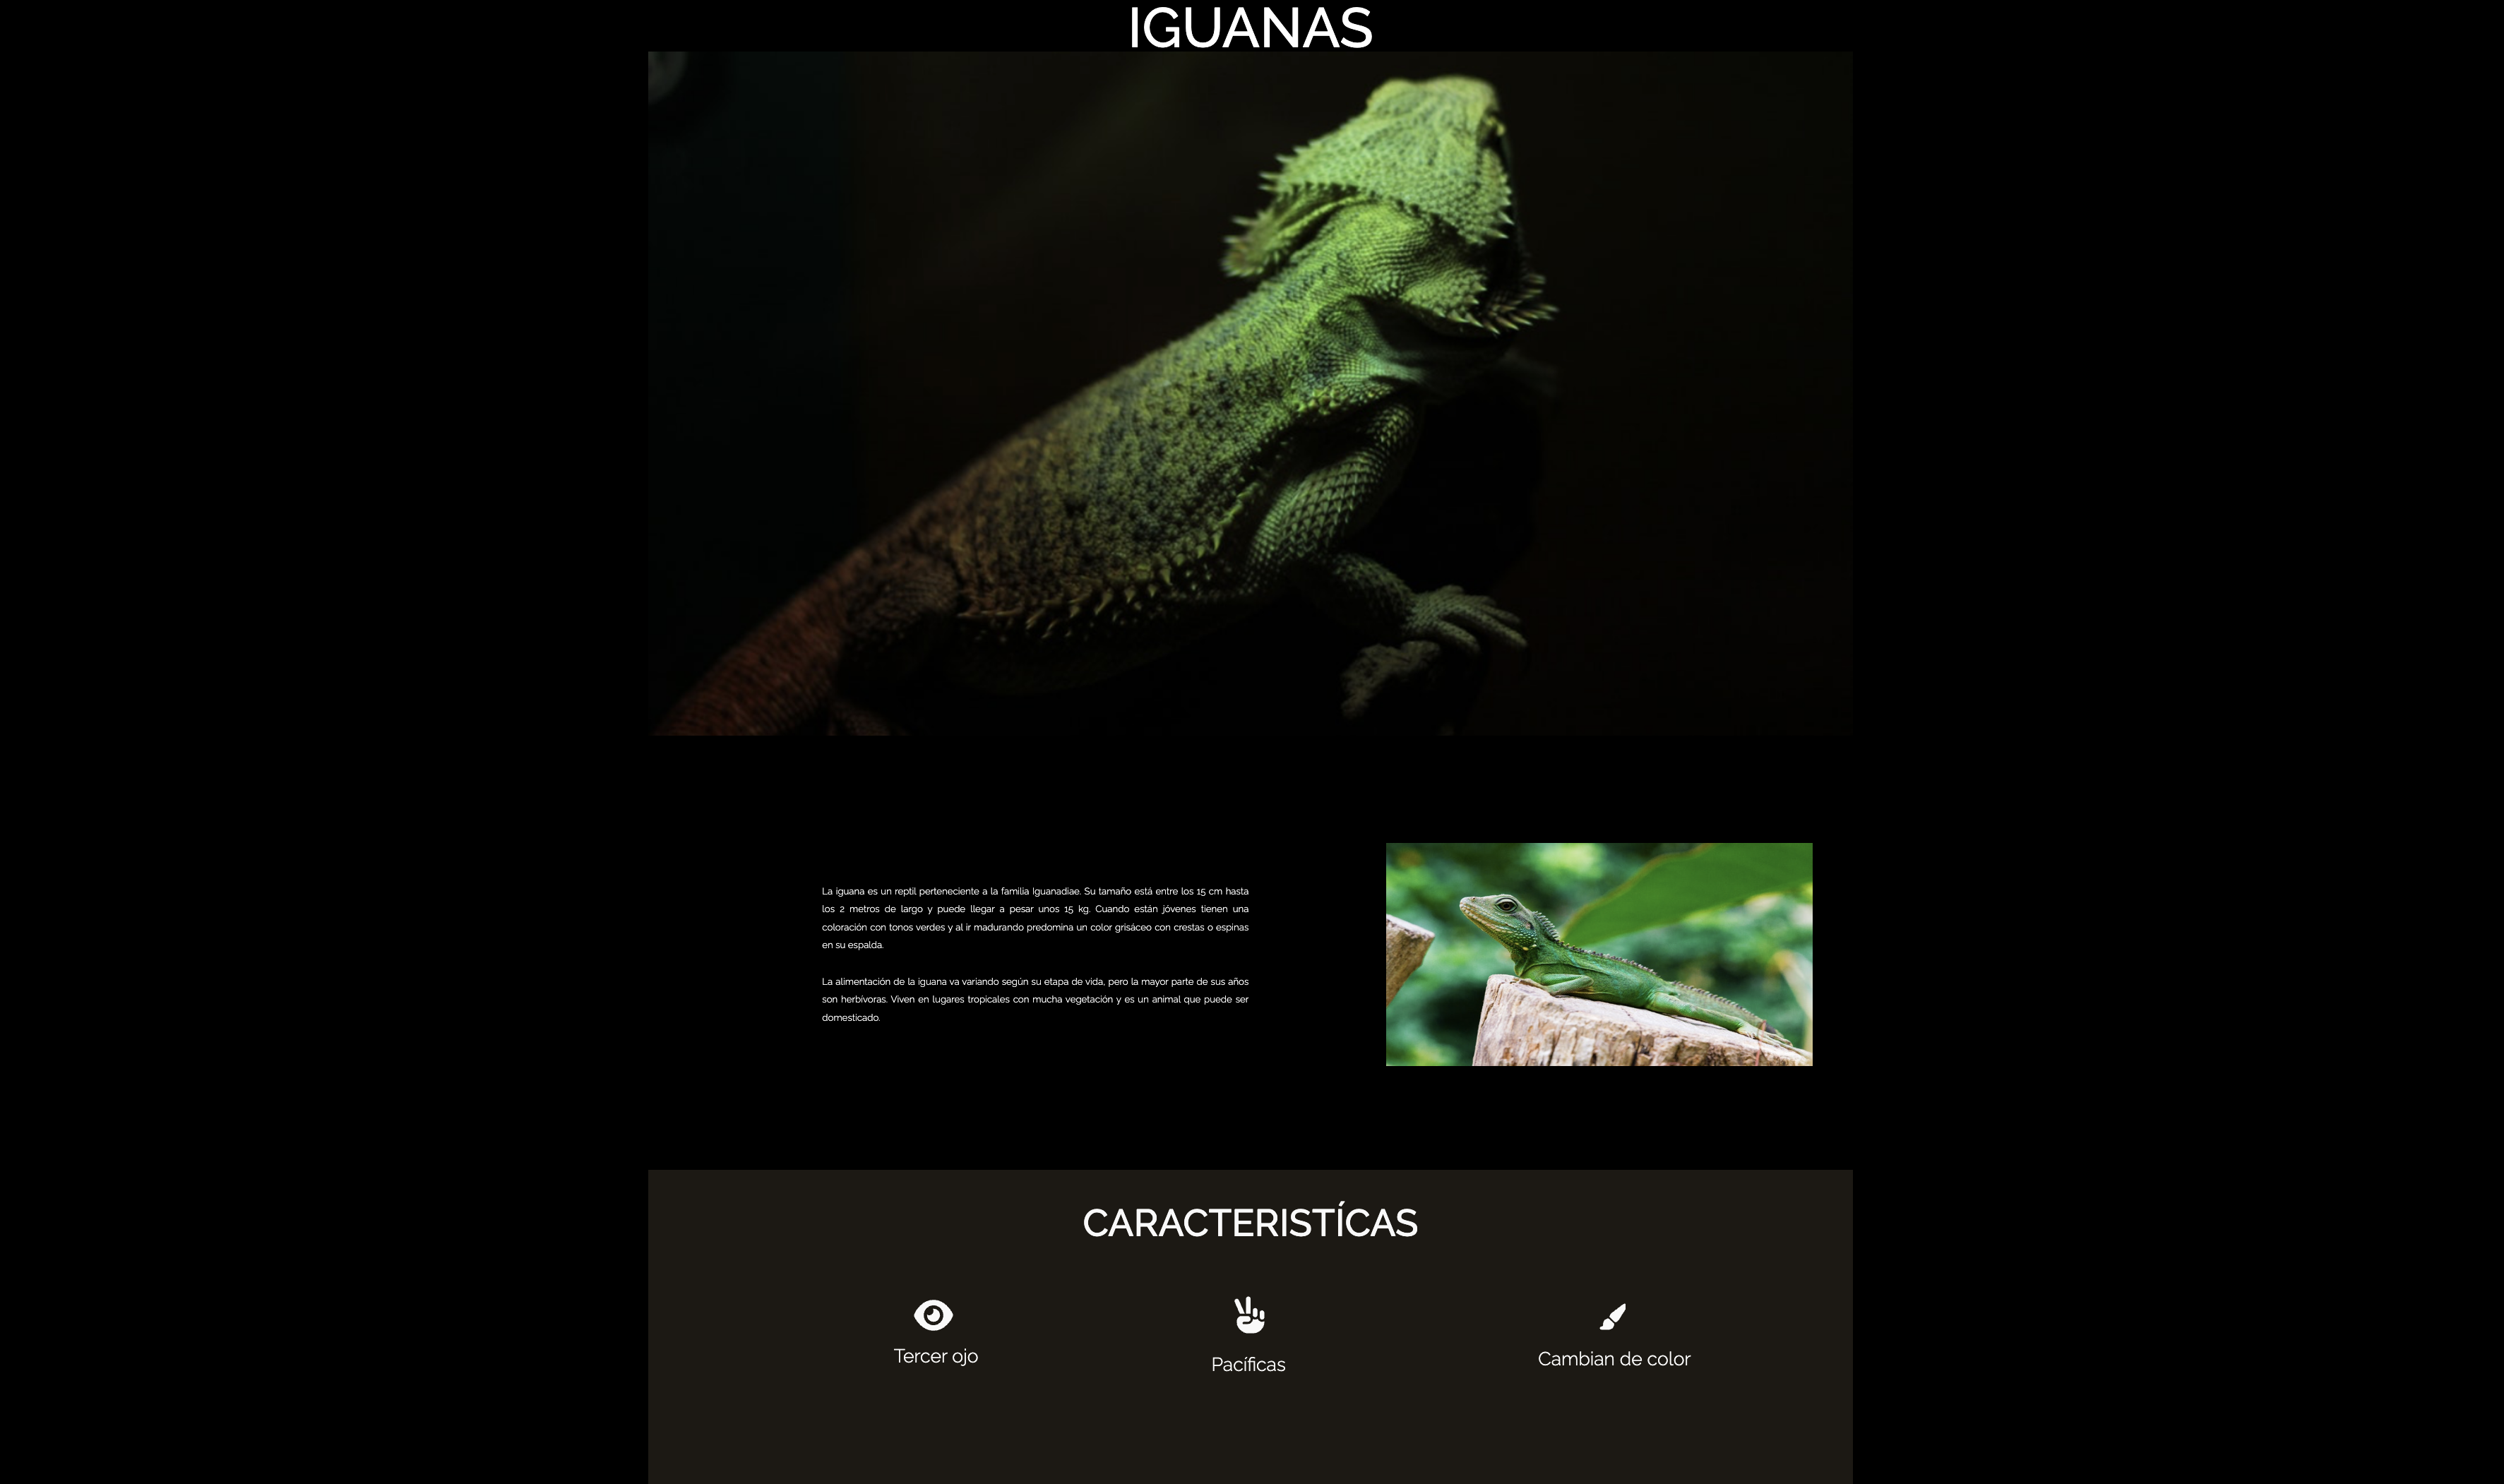 IGUANAS
La iguana es un reptil perteneciente a la familia Iguanadiae. Su tamaño está entre los 15 cm hasta
los 2 metros de largo y puede llegar a pesar unos 15 kg. Cuando están jóvenes tienen una
coloración con tonos verdes y al ir madurando predomina un color grisáceo con crestas o espinas
en su espalda.
La alimentación de la iguana va variando según su etapa de vida, pero la mayor parte de sus años
son herbívoras. Viven en lugares tropicales con mucha vegetación y es un animal que puede ser
domesticado.
CARACTERISTÍCAS
Tercer ojo
Pacíficas
Cambian de color